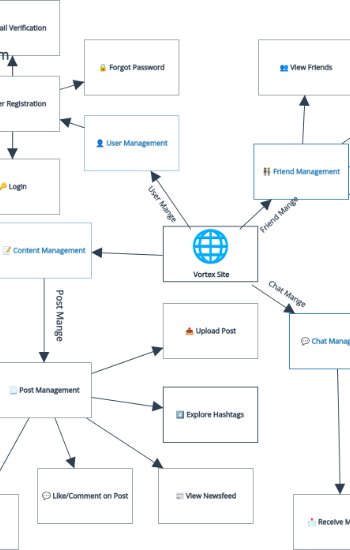 ail Verification
m
🔒 Forgot Password
👥 View Friends
er Registration
👤 User Management
👫 Friend Management
🔑 Login
User Mange
Friend Mange
📝 Content Management
Vortex Site
Chat Mange
Post Mange
📤 Upload Post
💬 Chat Manag
📃 Post Management
#️⃣ Explore Hashtags
💬 Like/Comment on Post
📰 View Newsfeed
📩 Receive M